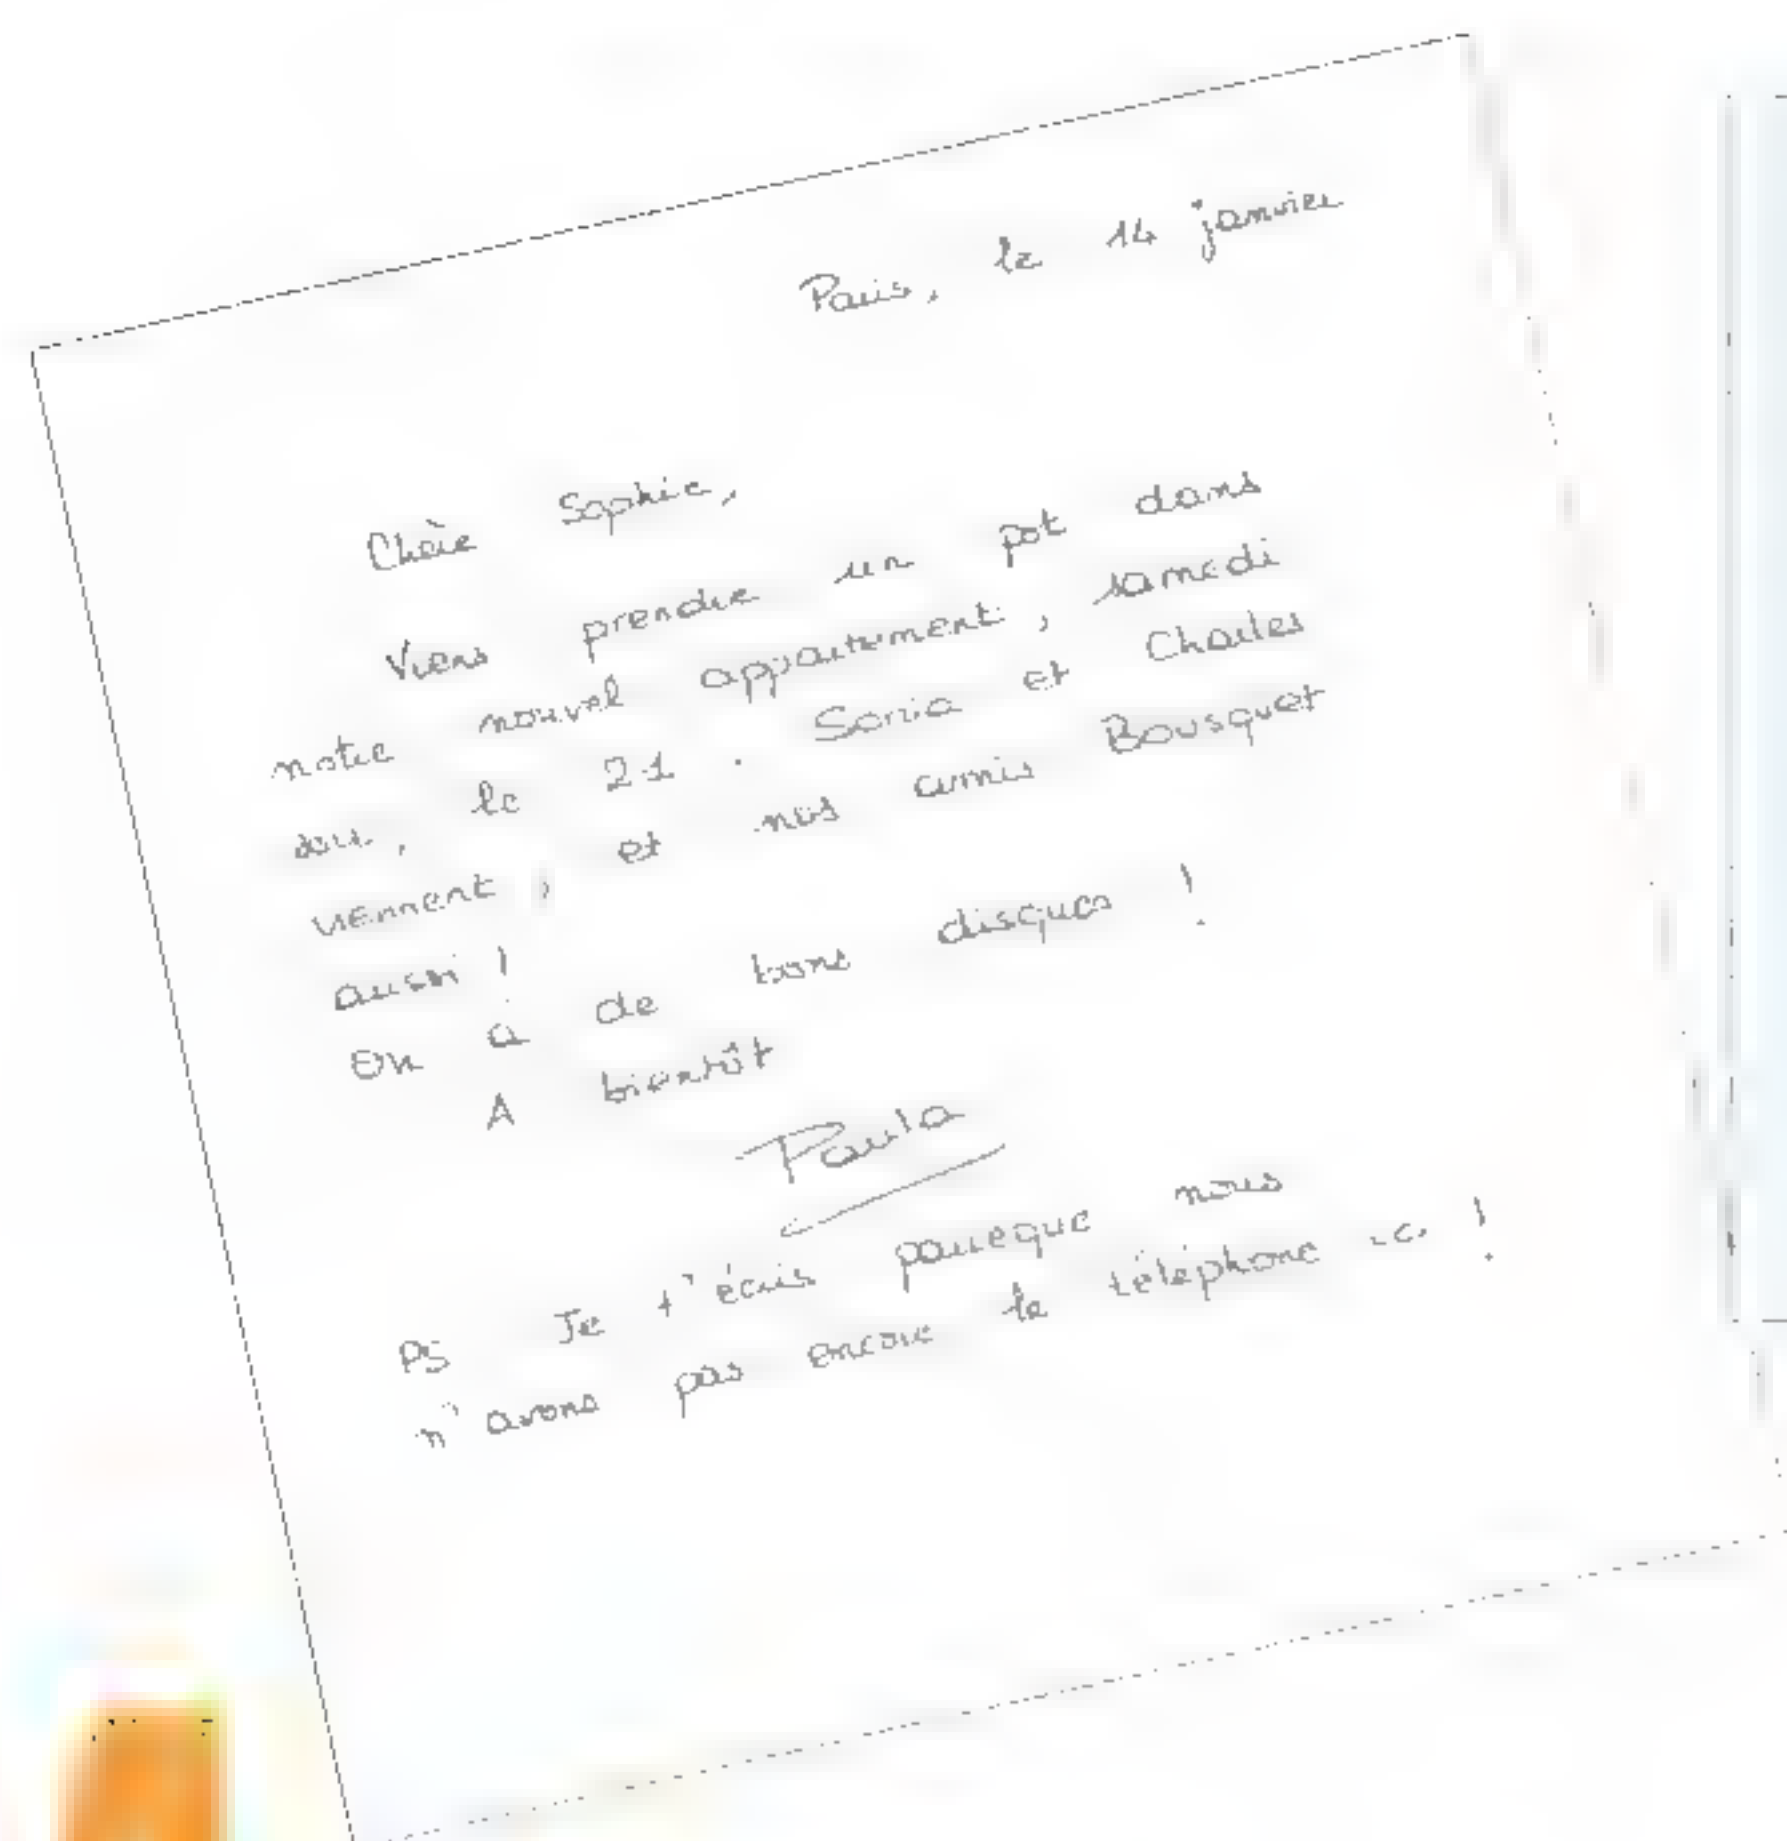 Paris, le 14 janvier
Chère Sophie,
Viens prendre un pot dans
notre nouvel appartement, samedi
soir, le 21. Sonia et Charles
viennent, et nos amis Bousquet
aussi !
On a de bons disques !
A bientôt
Paula
PS Je t'écris parceque nous
n'avons pas encore le téléphone ici !